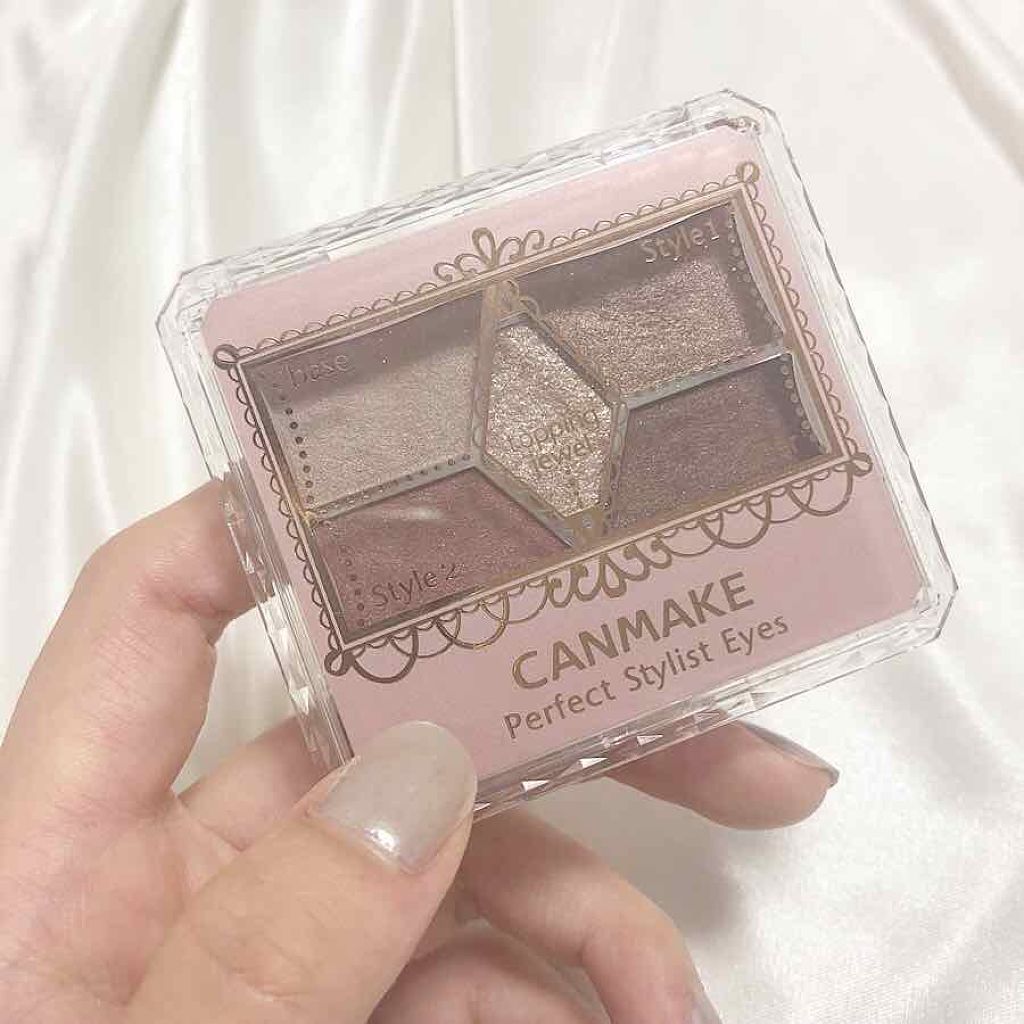 Style1
base
topping
jewel
Style2
CANMAKE
Perfect Stylist Eyes